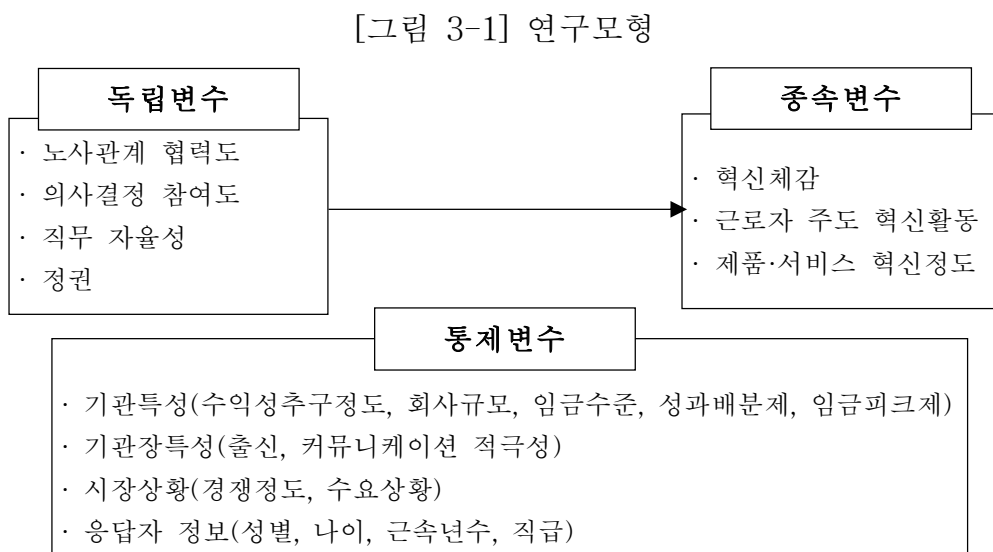 [그림 3-1] 연구모형
독립변수
· 노사관계 협력도
· 의사결정 참여도
· 직무 자율성
· 정권
종속변수
· 혁신체감
· 근로자 주도 혁신활동
· 제품·서비스 혁신정도
통제변수
· 기관특성(수익성추구정도, 회사규모, 임금수준, 성과배분제, 임금피크제)
· 기관장특성(출신, 커뮤니케이션 적극성)
· 시장상황(경쟁정도, 수요상황)
· 응답자 정보(성별, 나이, 근속년수, 직급)